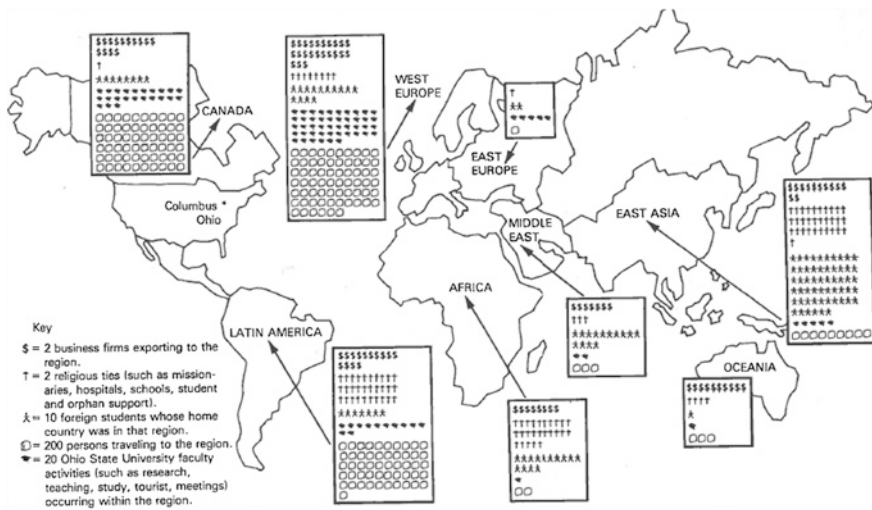 WEST
EUROPE
CANADA
EAST
EUROPE
Columbus
Ohio
MIDDLE
EAST
EAST ASIA
AFRICA
LATIN AMERICA
OCEANIA
Key
$ = 2 business firms exporting to the
region.
† = 2 religious ties (such as mission-
aries, hospitals, schools, student
and orphan support).
= 10 foreign students whose home
country was in that region.
= 200 persons traveling to the region.
= 20 Ohio State University faculty
activities (such as research,
teaching, study, tourist, meetings)
occurring within the region.